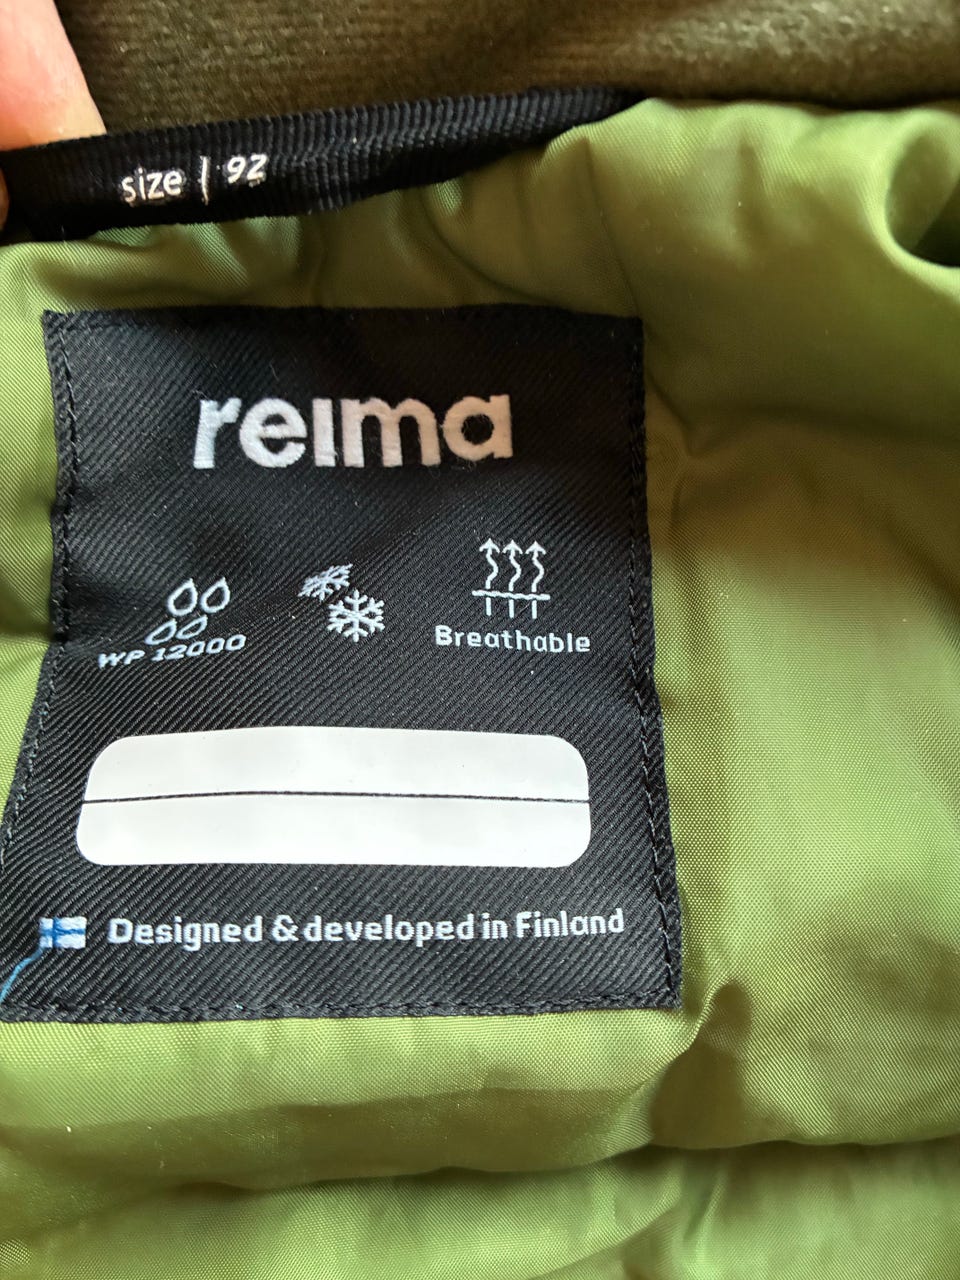 size | 92
reima
WP 12000
Breathable
Designed & developed in Finland